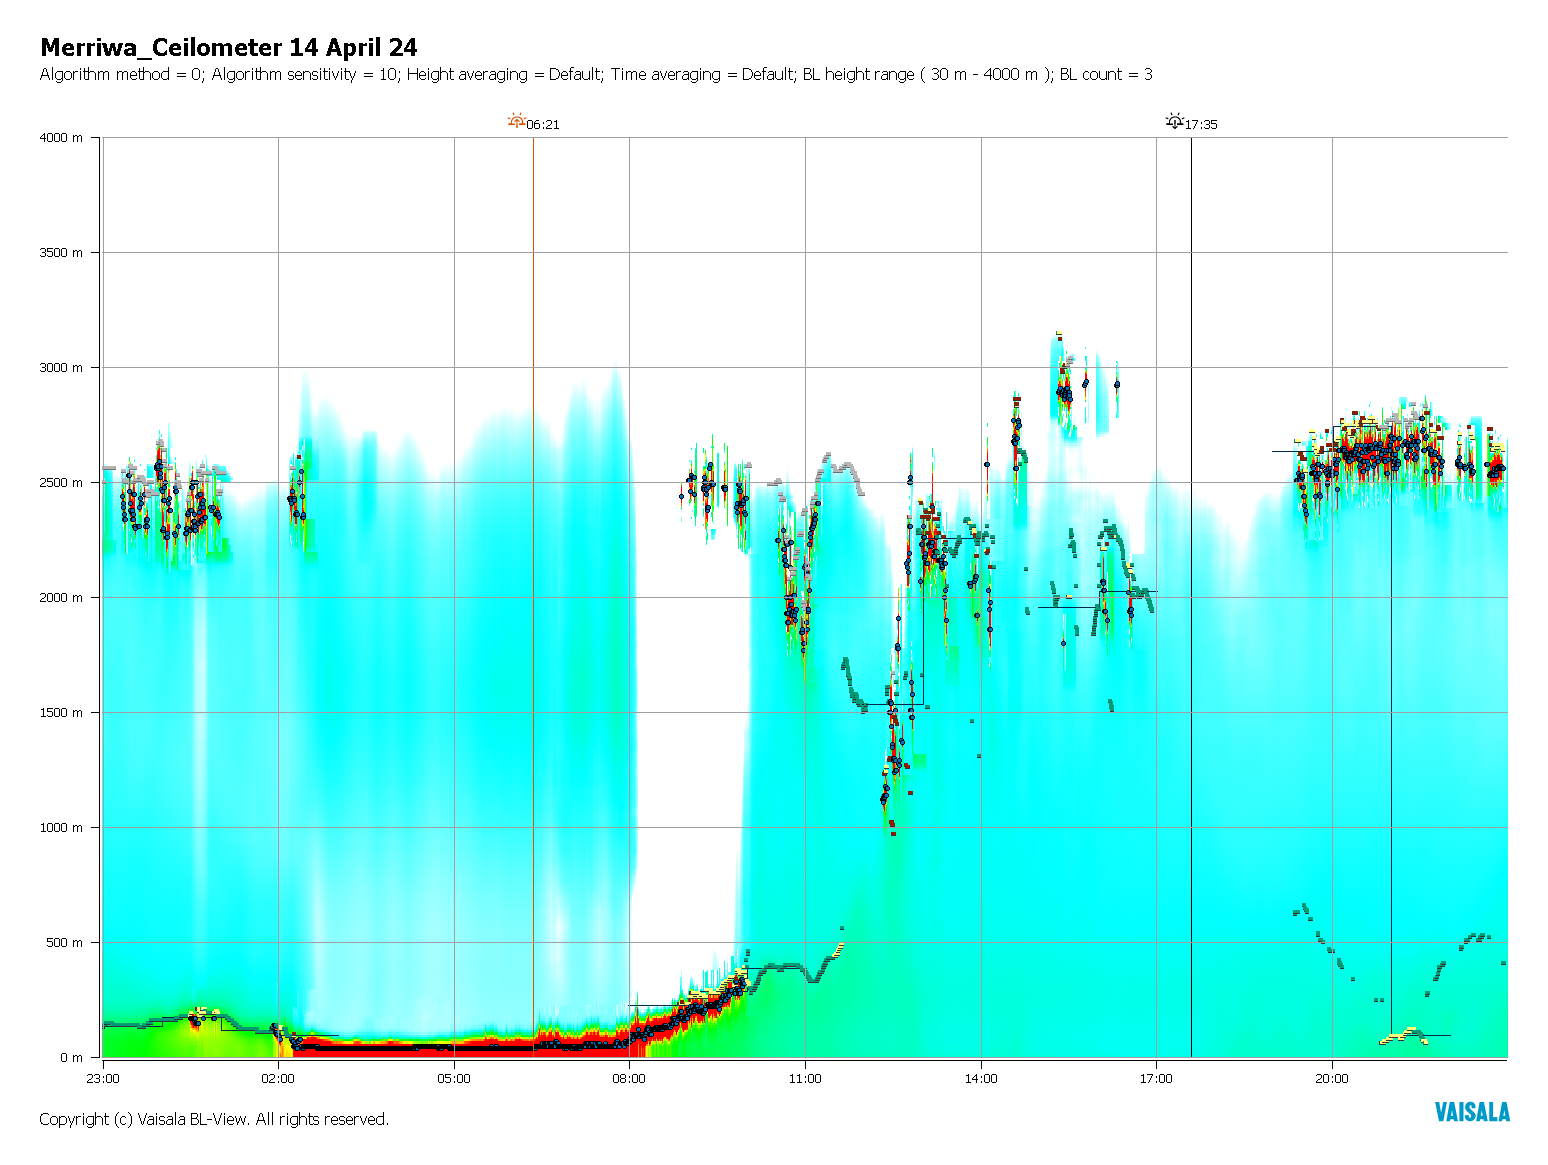 Merriwa_Ceilometer 14 April 24
Algorithm method = 0; Algorithm sensitivity = 10; Height averaging = Default; Time averaging = Default; BL height range ( 30 m - 4000 m ); BL count = 3
06:21
17:35
4000 m
3500 m
3000 m
2500 m
2000 m
1500 m
1000 m
500 m
0 m
23:00
02:00
05:00
08:00
11:00
14:00
17:00
20:00
Copyright (c) Vaisala BL-View. All rights reserved.
VAISALA